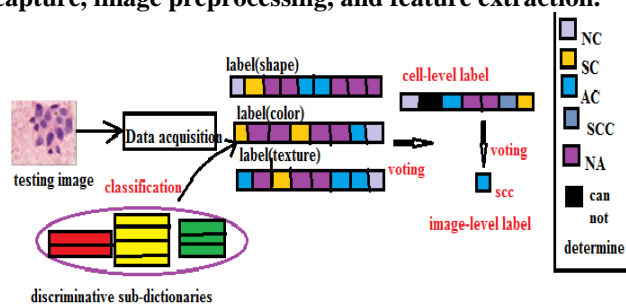 capture, image preprocessing, and feature extraction.
label(shape)
label(color)
label(texture)
Data acquisition
testing image
classification
discriminative sub-dictionaries
cell-level label
voting
voting
scc
image-level label
NC
SC
AC
SCC
NA
can
not
determine